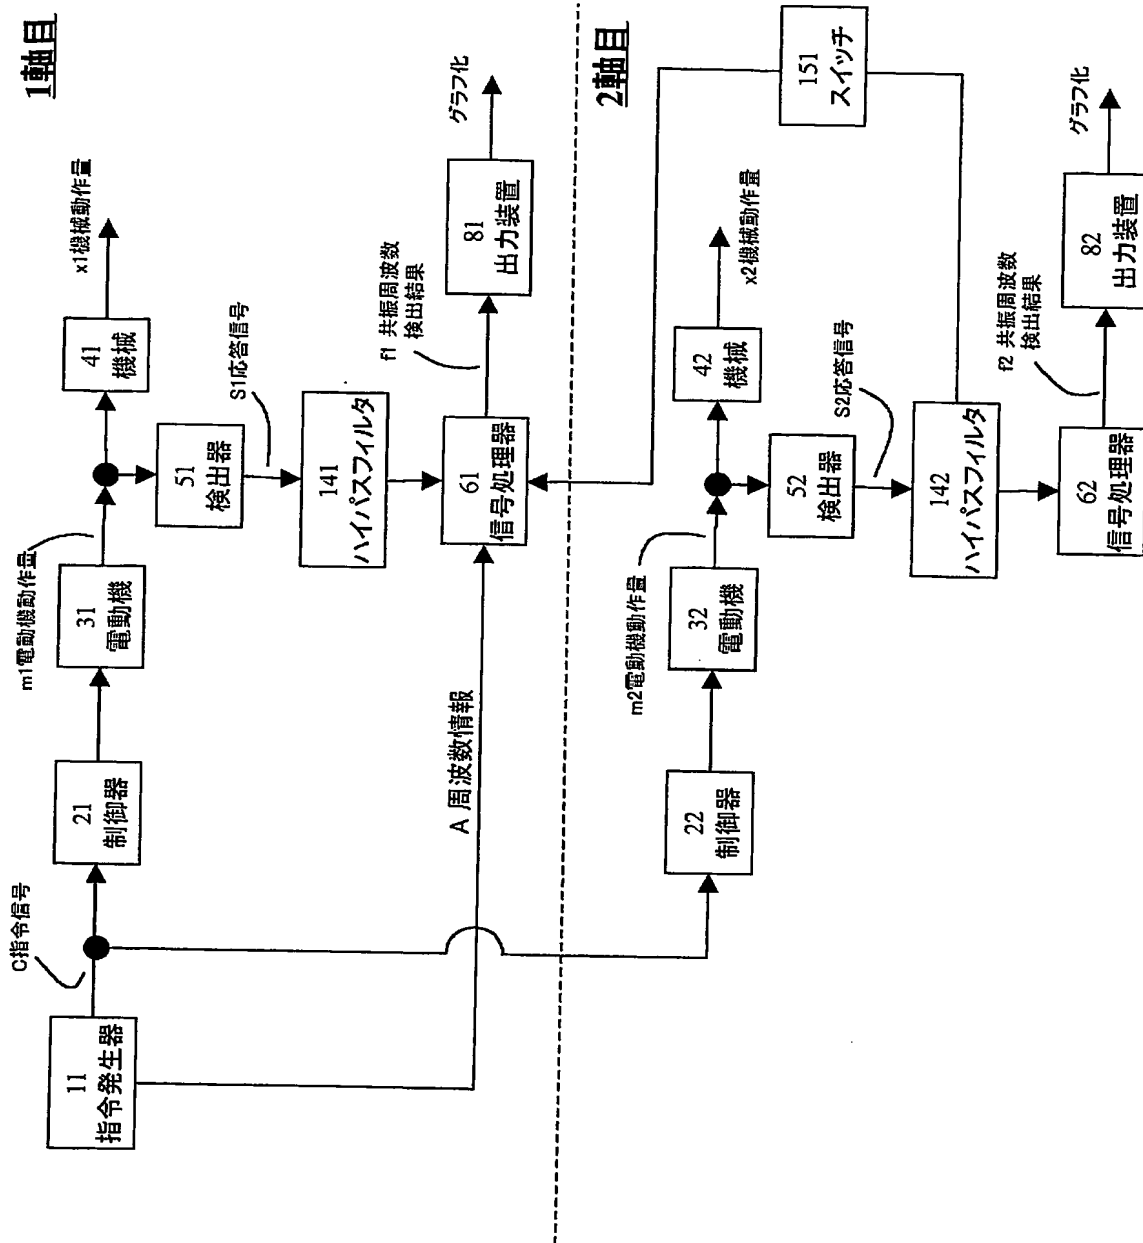 1軸目
11
指令発生器
C指令信号
21
制御器
m1電動機動作量
31
電動機
41
機械
x1機械動作量
51
検出器
S1応答信号
141
ハイパスフィルタ
A 周波数情報
61
信号処理器
f1 共振周波数
検出結果
81
出力装置
グラフ化
2軸目
22
制御器
m2電動機動作量
32
電動機
42
機械
x2機械動作量
52
検出器
S2応答信号
142
ハイパスフィルタ
151
スイッチ
62
信号処理器
f2 共振周波数
検出結果
82
出力装置
グラフ化